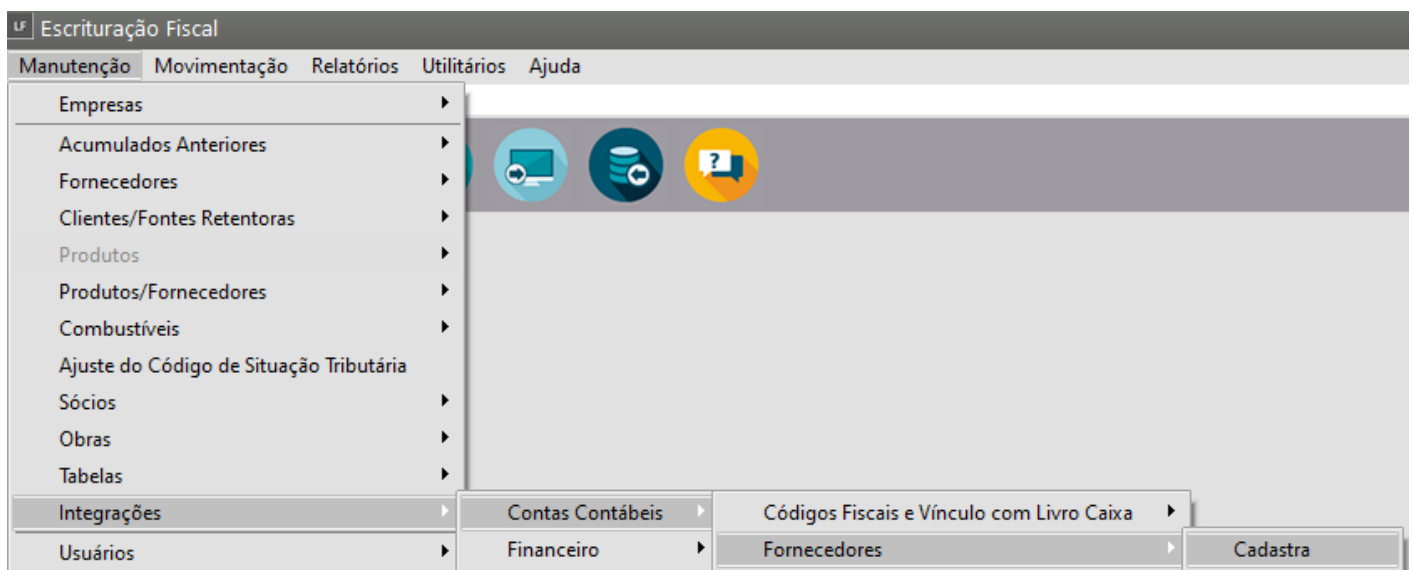 LF Escrituração Fiscal
Manutenção Movimentação Relatórios Utilitários Ajuda
Empresas
Acumulados Anteriores
Fornecedores
Clientes/Fontes Retentoras
Produtos
Produtos/Fornecedores
Combustíveis
Ajuste do Código de Situação Tributária
Sócios
Obras
Tabelas
Integrações Contas Contábeis Códigos Fiscais e Vínculo com Livro Caixa
Usuários Financeiro Fornecedores Cadastra